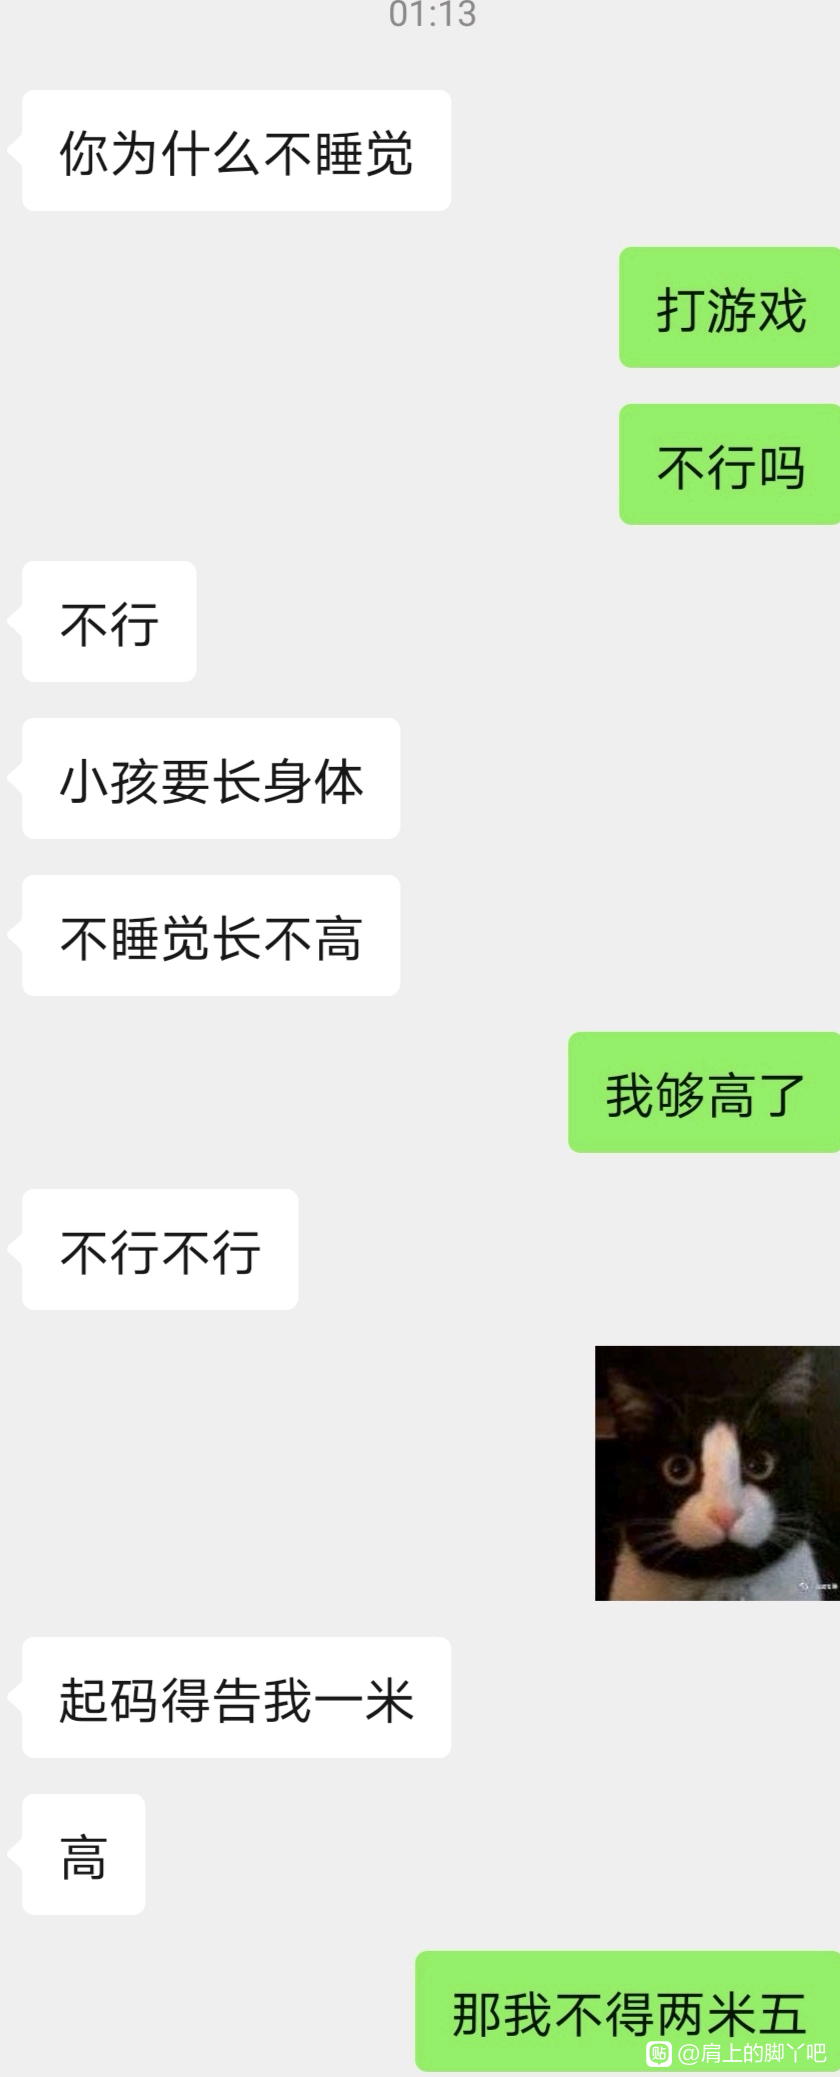 01:13
你为什么不睡觉
打游戏
不行吗
不行
小孩要长身体
不睡觉长不高
我够高了
不行不行
起码得告我一米
高
那我不得两米五
贴 @肩上的脚丫吧